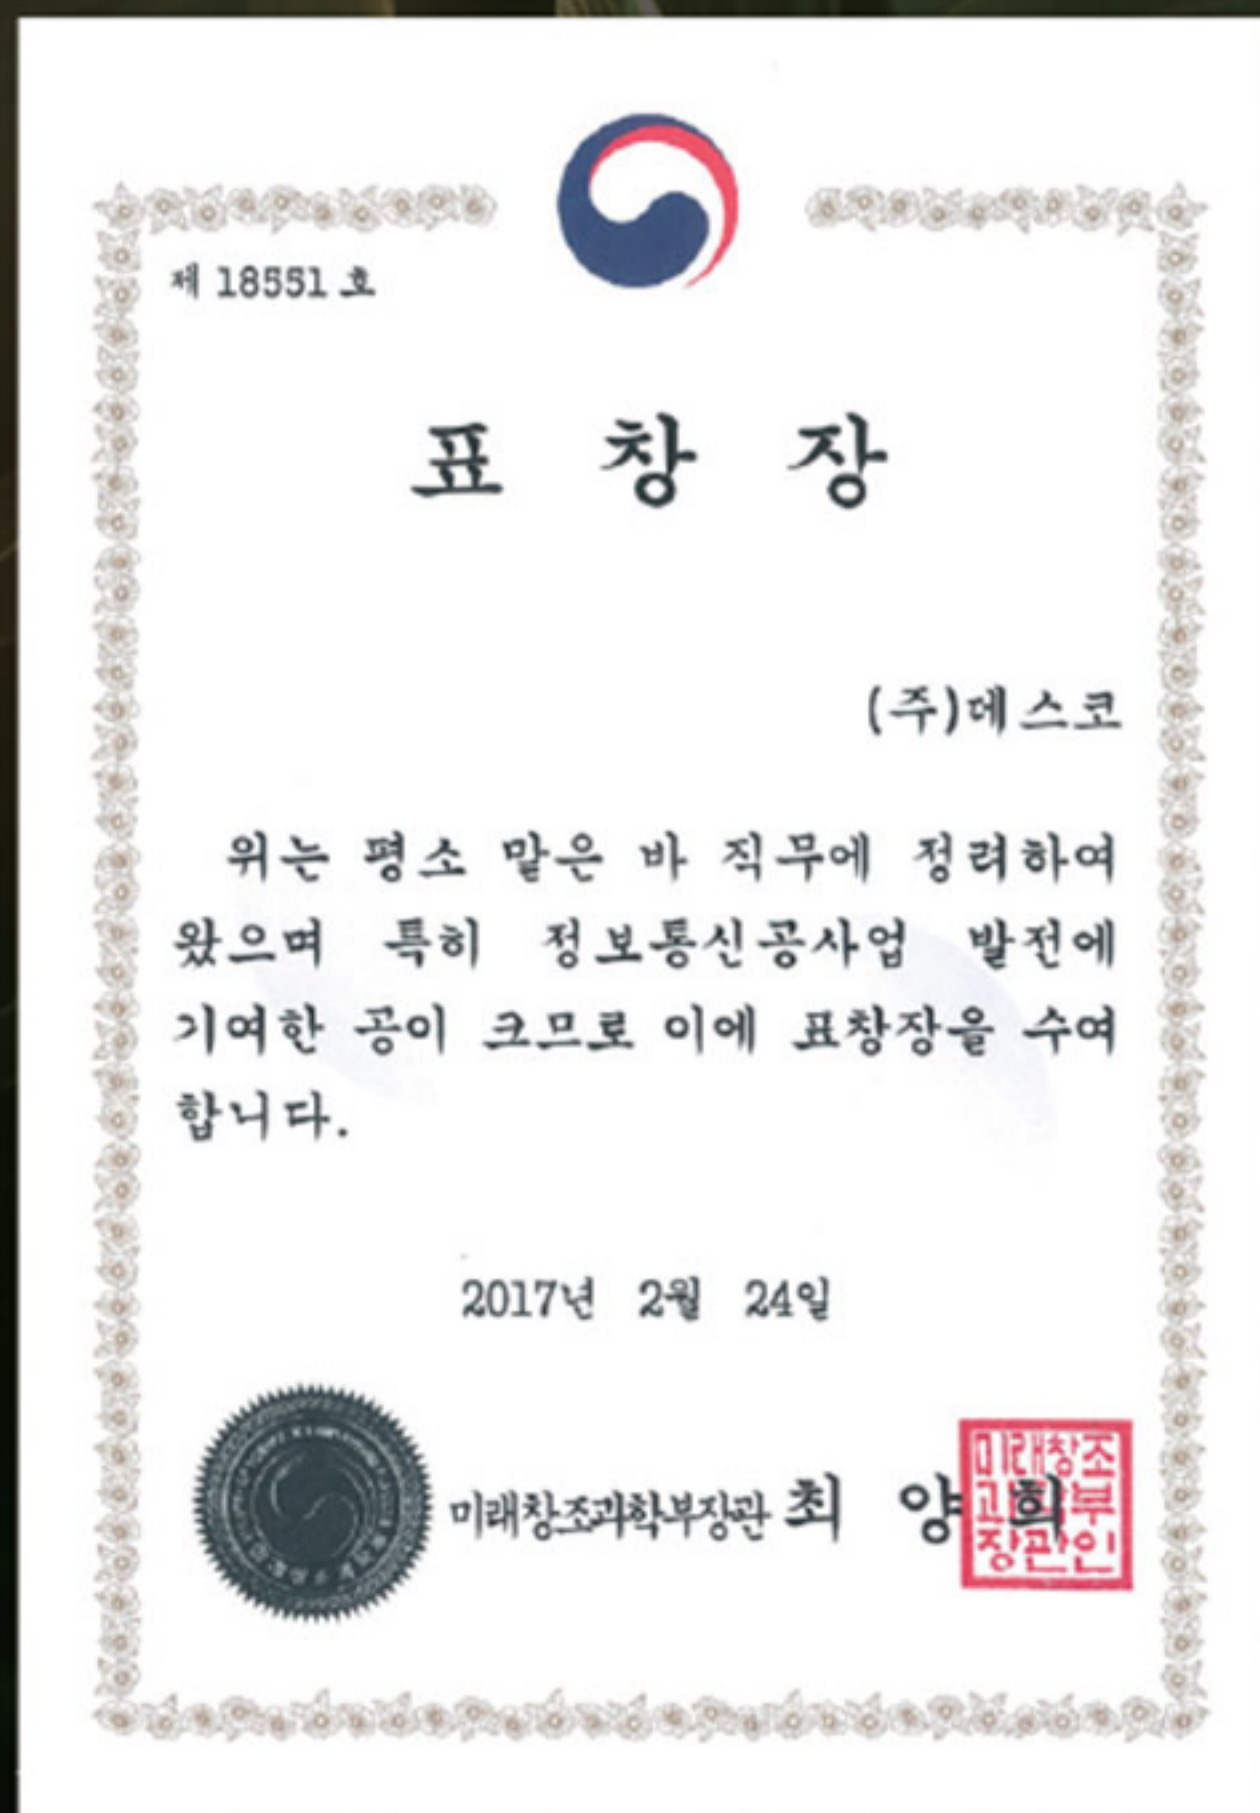 제 18551 호
표 창 장
(주)데스코
위는 평소 맡은 바 직무에 정려하여
왔으며 특히 정보통신공사업 발전에
기여한 공이 크므로 이에 표창장을 수여
합니다.
2017년 2월 24일
미래창조과학부장관 최 양 희
미래창조
과학부
장관인